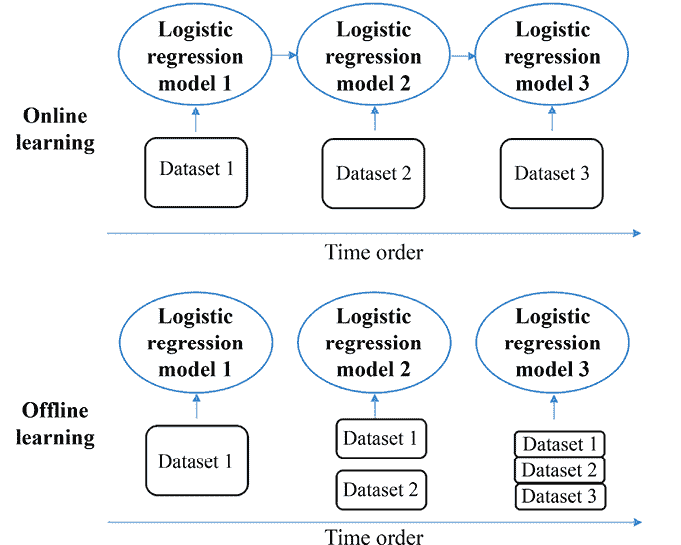 Logistic
regression
model 1
Logistic
regression
model 2
Logistic
regression
model 3
Online
learning
Dataset 1
Dataset 2
Dataset 3
Time order
Logistic
regression
model 1
Logistic
regression
model 2
Logistic
regression
model 3
Offline
learning
Dataset 1
Dataset 1
Dataset 2
Dataset 1
Dataset 2
Dataset 3
Time order